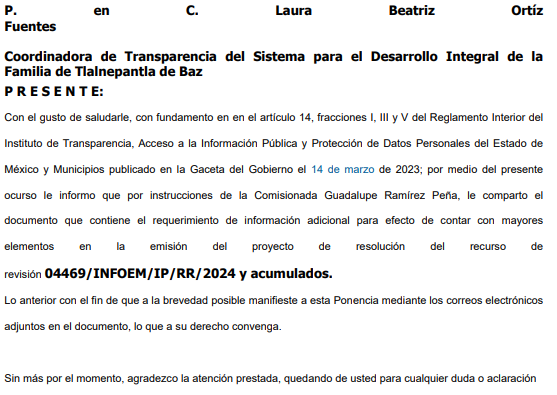 P. en C. Laura Beatriz Ortíz
Fuentes
Coordinadora de Transparencia del Sistema para el Desarrollo Integral de la
Familia de Tlalnepantla de Baz
P R E S E N T E:
Con el gusto de saludarle, con fundamento en en el artículo 14, fracciones I, III y V del Reglamento Interior del
Instituto de Transparencia, Acceso a la Información Pública y Protección de Datos Personales del Estado de
México y Municipios publicado en la Gaceta del Gobierno el 14 de marzo de 2023; por medio del presente
ocurso le informo que por instrucciones de la Comisionada Guadalupe Ramírez Peña, le comparto el
documento que contiene el requerimiento de información adicional para efecto de contar con mayores
elementos en la emisión del proyecto de resolución del recurso de
revisión 04469/INFOEM/IP/RR/2024 y acumulados.
Lo anterior con el fin de que a la brevedad posible manifieste a esta Ponencia mediante los correos electrónicos
adjuntos en el documento, lo que a su derecho convenga.
Sin más por el momento, agradezco la atención prestada, quedando de usted para cualquier duda o aclaración